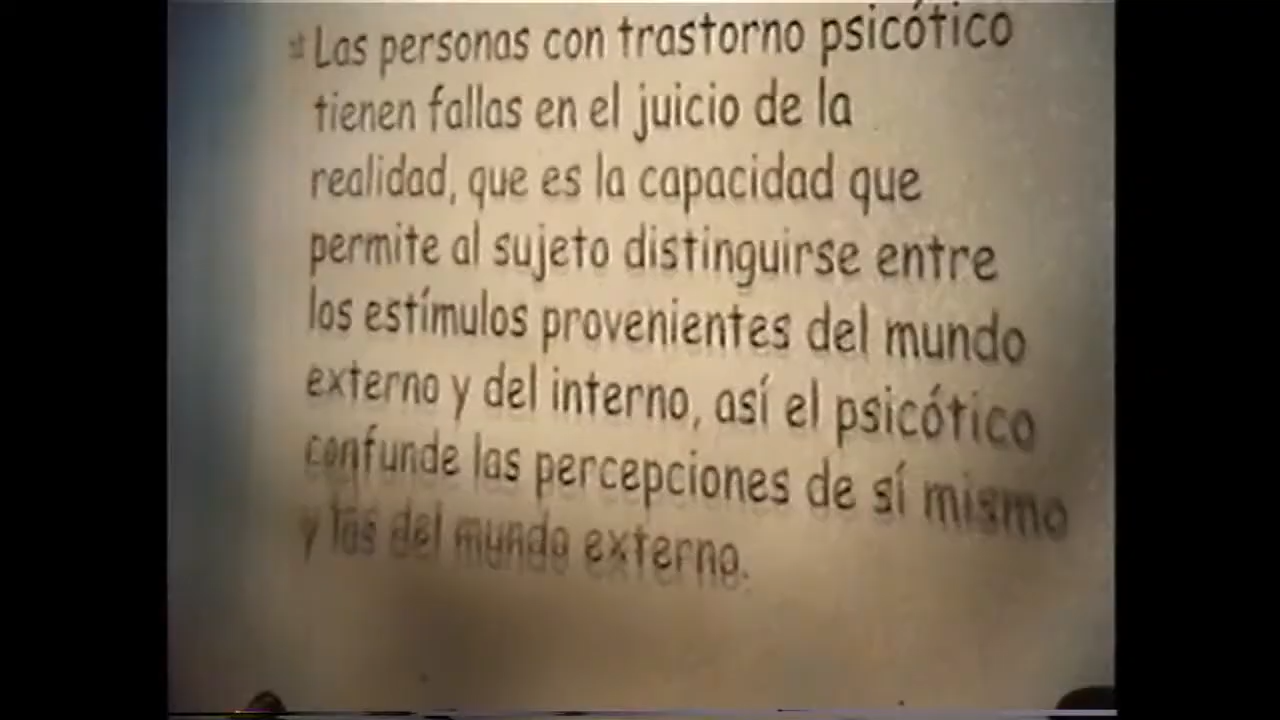 Las personas con trastorno psicótico
tienen fallas en el juicio de la
realidad, que es la capacidad que
permite al sujeto distinguirse entre
los estímulos provenientes del mundo
externo y del interno, así el psicótico
confunde las percepciones de sí mismo
y las del mundo externo.